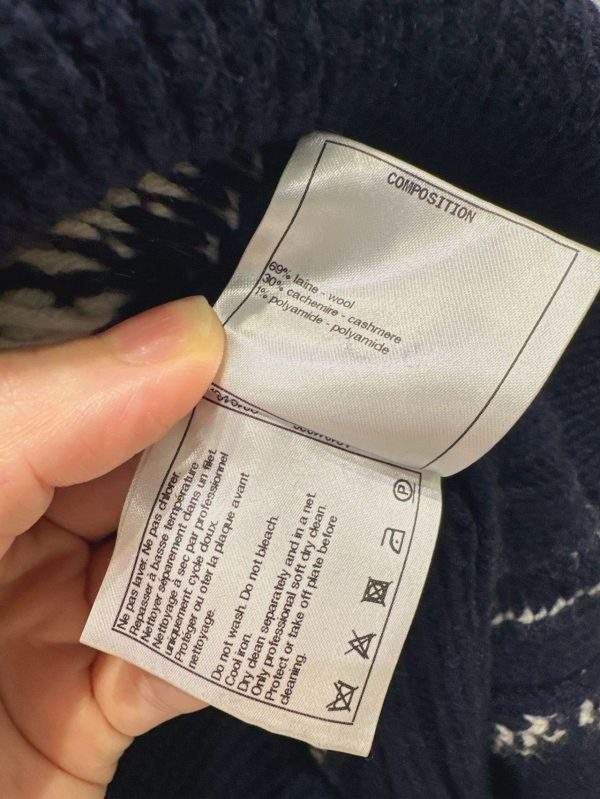 COMPOSITION
69% laine - wool
30% cachemire - cashmere
1% polyamide - polyamide
Ne pas laver. Ne pas chlorer.
Repasser à basse température
Nettoyer séparement dans un filet
Nettoyage à sec par professionnel
uniquement cycle doux.
Protéger ou ôter la plaque avant
nettoyage.
Do not wash. Do not bleach.
Cool iron.
Dry clean separately and in a net
Only professional soft dry clean
Protect or take off plate before
cleaning.
P